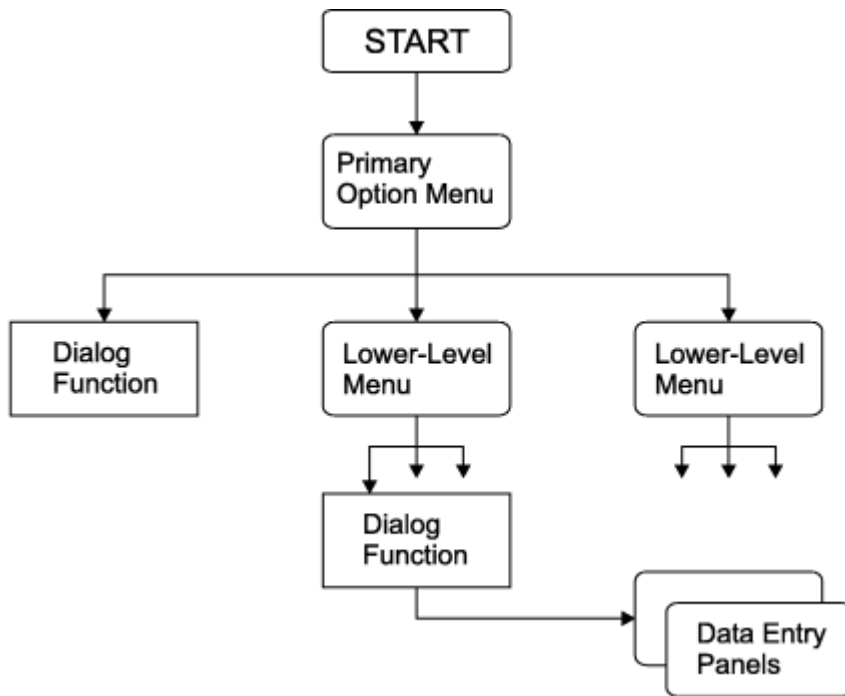 START
Primary
Option Menu
Dialog
Function
Lower-Level
Menu
Lower-Level
Menu
Dialog
Function
Data Entry
Panels